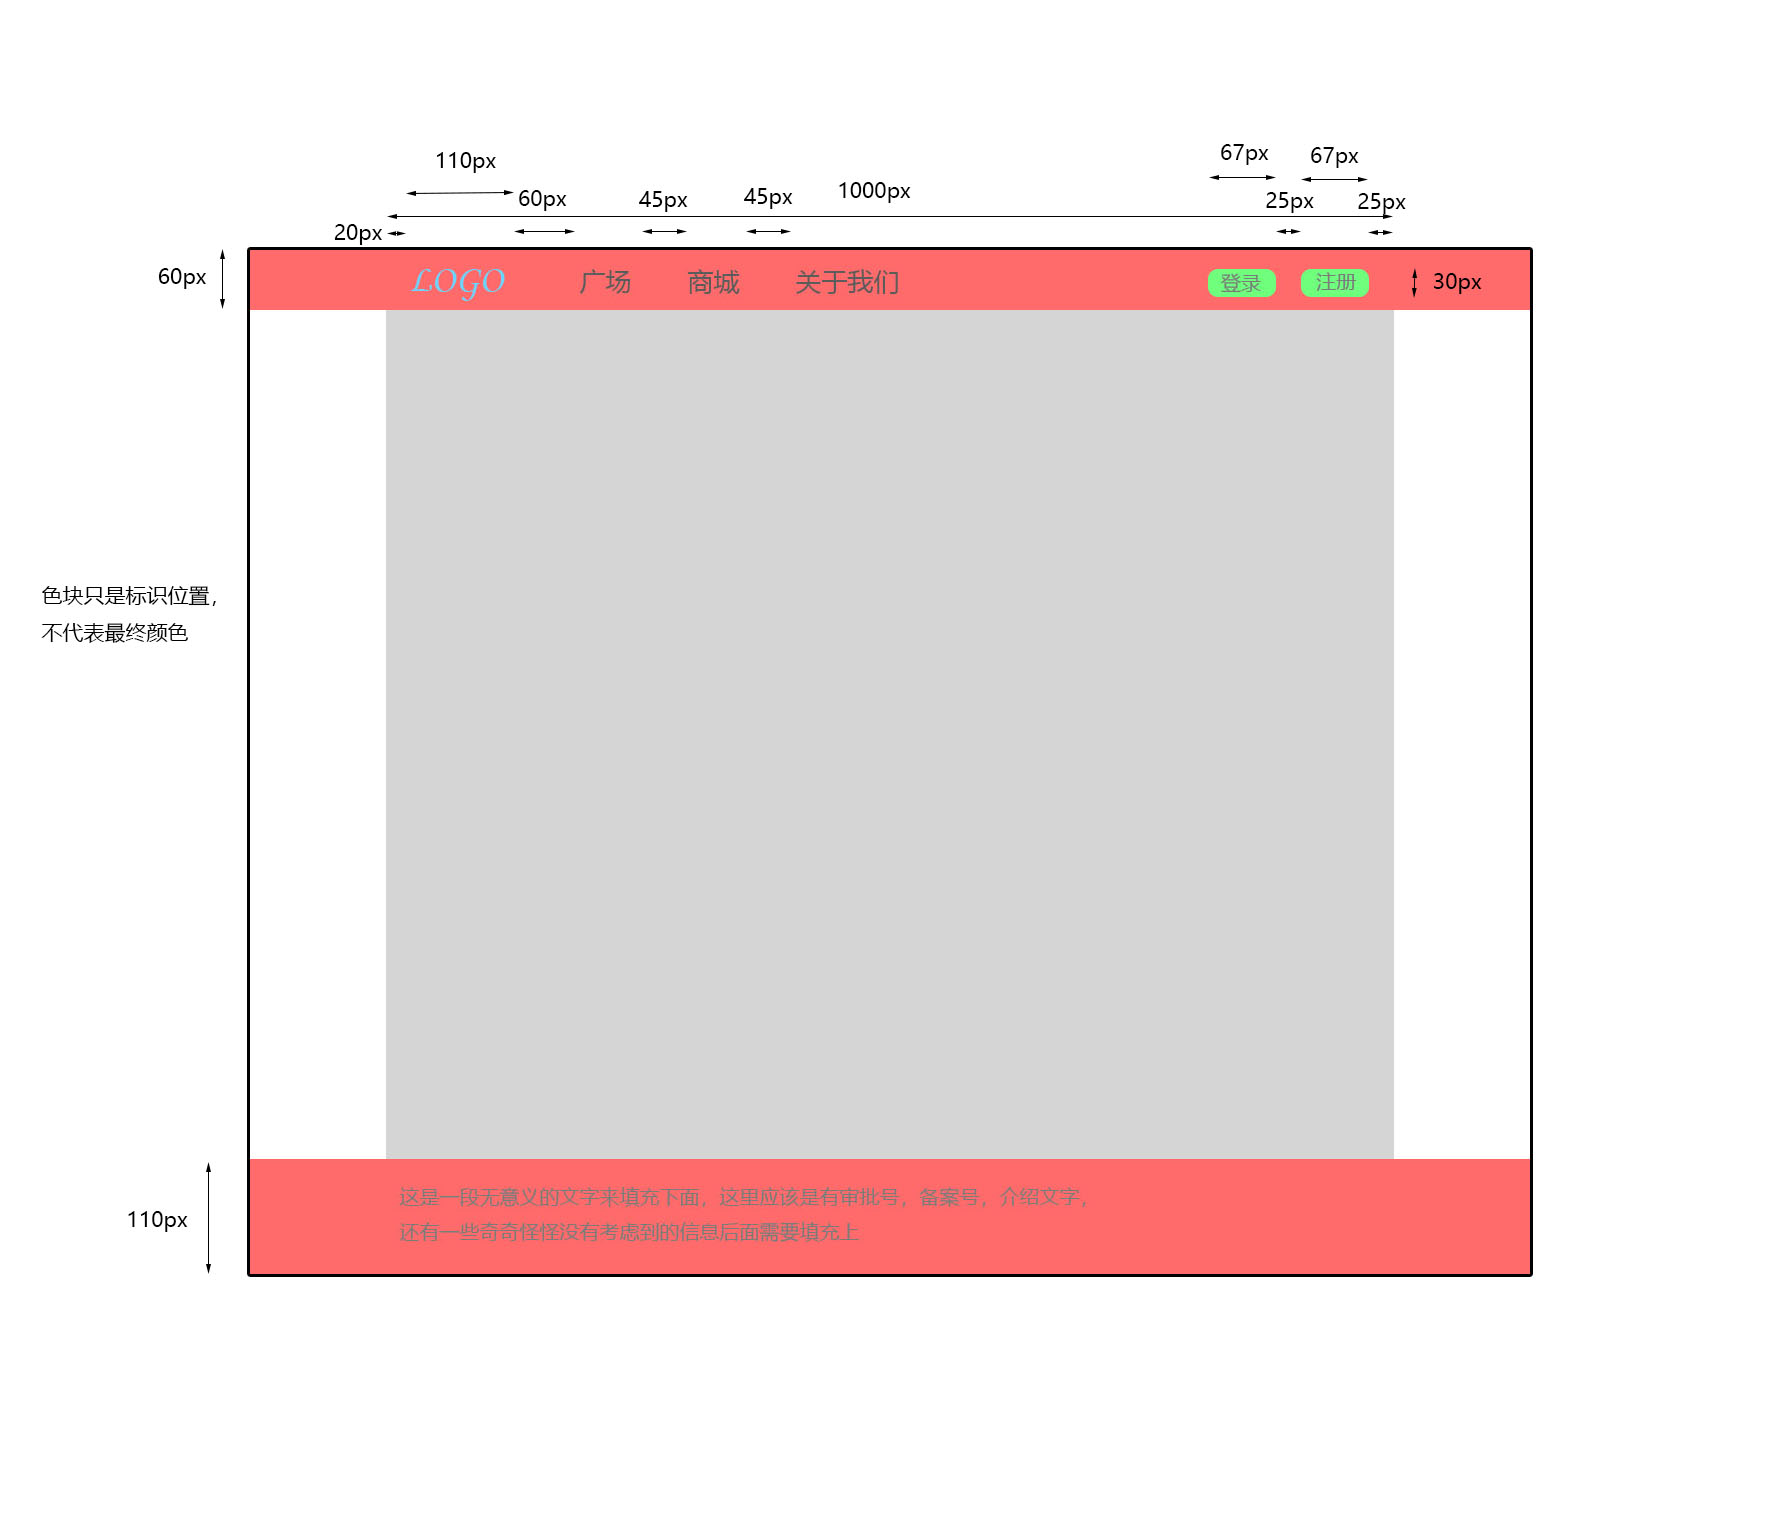 110px
67px
67px
60px
45px
45px
1000px
25px
25px
20px
60px
LOGO
广场
商城
关于我们
登录
注册
30px
色块只是标识位置，
不代表最终颜色
110px
这是一段无意义的文字来填充下面，这里应该是有审批号，备案号，介绍文字，
还有一些奇奇怪怪没有考虑到的信息后面需要填充上